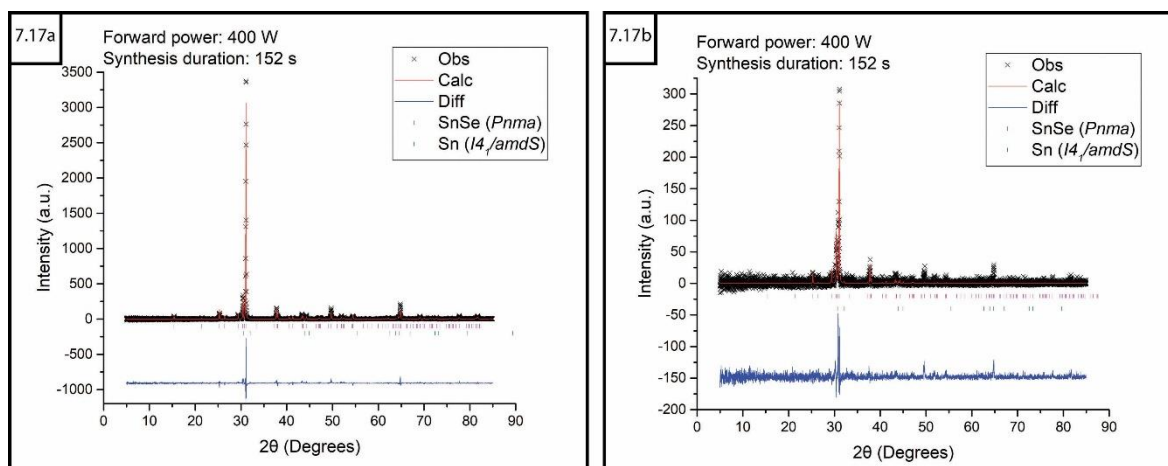 7.17a
Forward power: 400 W
Synthesis duration: 152 s
Obs
Calc
Diff
SnSe (Pnma)
Sn (I4₁/amdS)
3500
3000
2500
2000
1500
1000
500
0
-500
-1000
Intensity (a.u.)
0 10 20 30 40 50 60 70 80 90
2θ (Degrees)
7.17b
Forward power: 400 W
Synthesis duration: 152 s
Obs
Calc
Diff
SnSe (Pnma)
Sn (I4₁/amdS)
300
250
200
150
100
50
0
-50
-100
-150
-200
Intensity (a.u.)
0 10 20 30 40 50 60 70 80 90
2θ (Degrees)